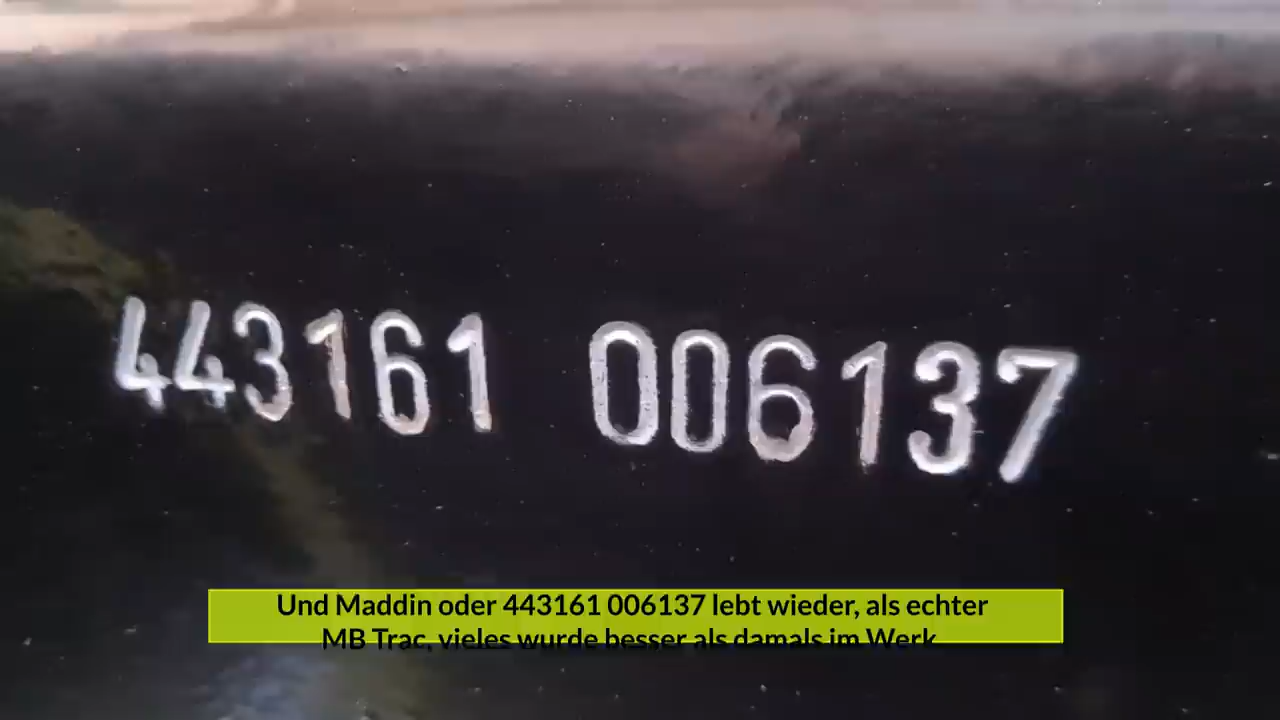 443161 006137
Und Maddin oder 443161 006137 lebt wieder, als echter
MB Trac, vieles wurde besser als damals im Werk